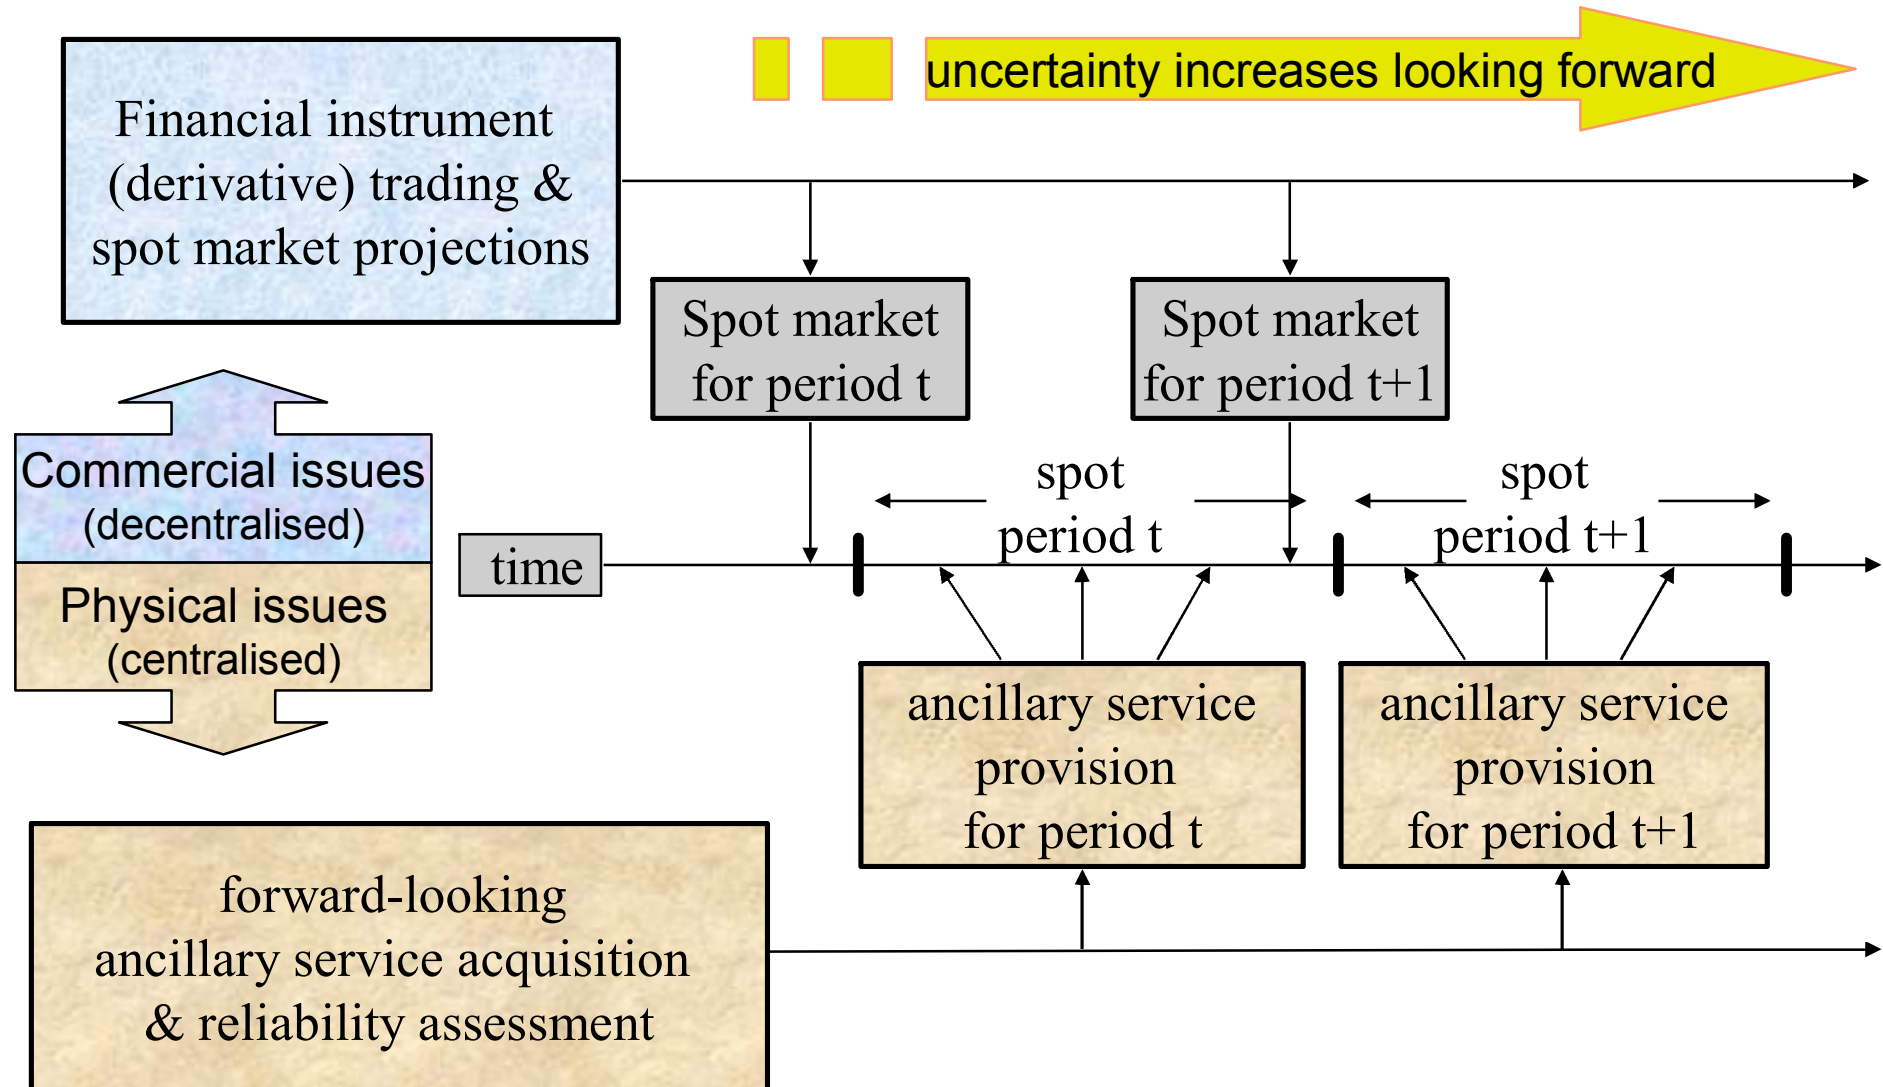 uncertainty increases looking forward
Financial instrument
(derivative) trading &
spot market projections
Spot market
for period t
Spot market
for period t+1
Commercial issues
(decentralised)
Physical issues
(centralised)
time
spot
period t
spot
period t+1
ancillary service
provision
for period t
ancillary service
provision
for period t+1
forward-looking
ancillary service acquisition
& reliability assessment